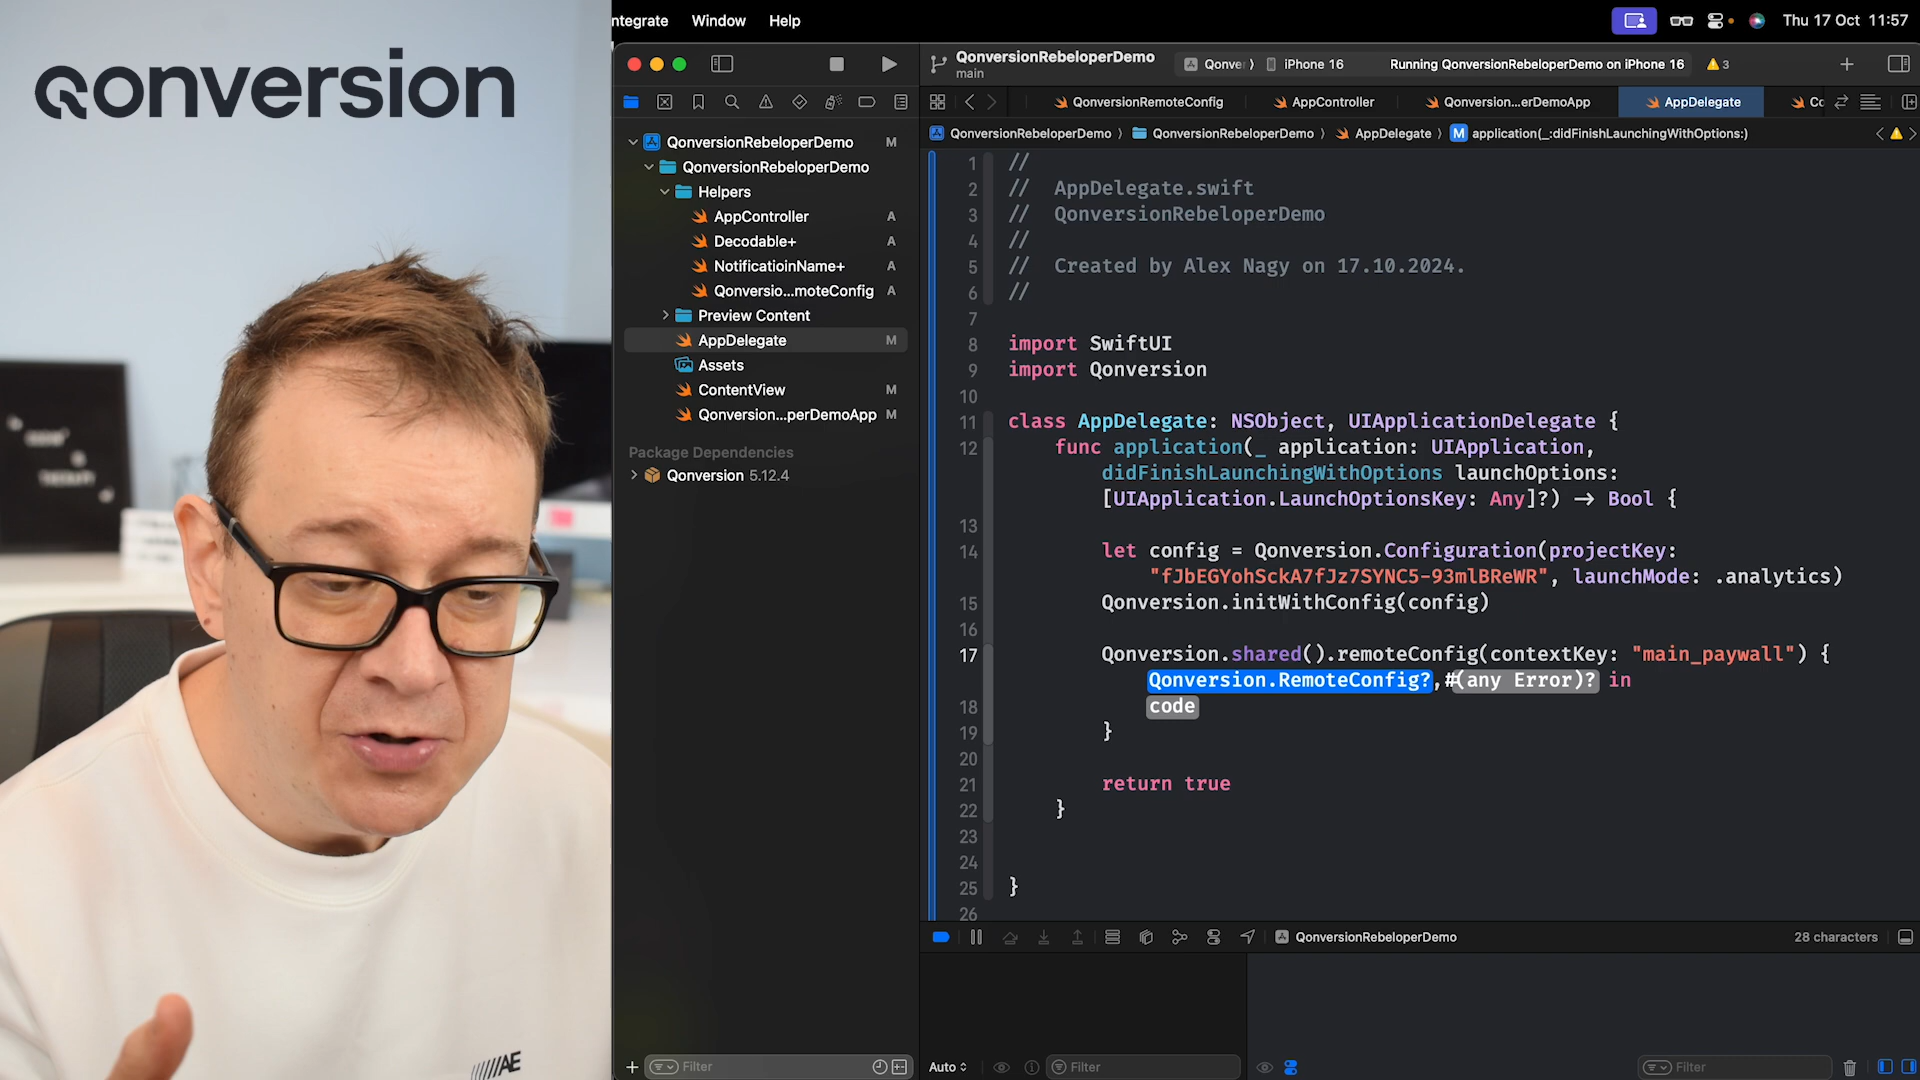 Qonversion
ntegrate Window Help
Thu 17 Oct 11:57
QonversionRebeloperDemo
main
Qonver iPhone 16
Running QonversionRebeloperDemo on iPhone 16
3
QonversionRemoteConfig
AppController
Qonversion...erDemoApp
AppDelegate
Cc
QonversionRebeloperDemo
QonversionRebeloperDemo
AppDelegate
M application(_:didFinishLaunchingWithOptions:)
QonversionRebeloperDemo M
QonversionRebeloperDemo
Helpers
AppController A
Decodable+ A
NotificatioinName+ A
Qonversio...moteConfig A
Preview Content
AppDelegate M
Assets
ContentView M
Qonversion...perDemoApp M
Package Dependencies
Qonversion 5.12.4
1 //
2 // AppDelegate.swift
3 // QonversionRebeloperDemo
4 //
5 // Created by Alex Nagy on 17.10.2024.
6 //
7
8 import SwiftUI
9 import Qonversion
10
11 class AppDelegate: NSObject, UIApplicationDelegate {
12 func application(_ application: UIApplication,
didFinishLaunchingWithOptions launchOptions:
[UIApplication.LaunchOptionsKey: Any]?) -> Bool {
13
14 let config = Qonversion.Configuration(projectKey:
"fJbEGYohSckA7fJz7SYNC5-93mlBReWR", launchMode: .analytics)
15 Qonversion.initWithConfig(config)
16
17 Qonversion.shared().remoteConfig(contextKey: "main_paywall") {
Qonversion.RemoteConfig?,#(any Error)? in
18 code
19 }
20
21 return true
22 }
23
24
25 }
26
QonversionRebeloperDemo
28 characters
Filter
Auto
Filter
Filter
AE